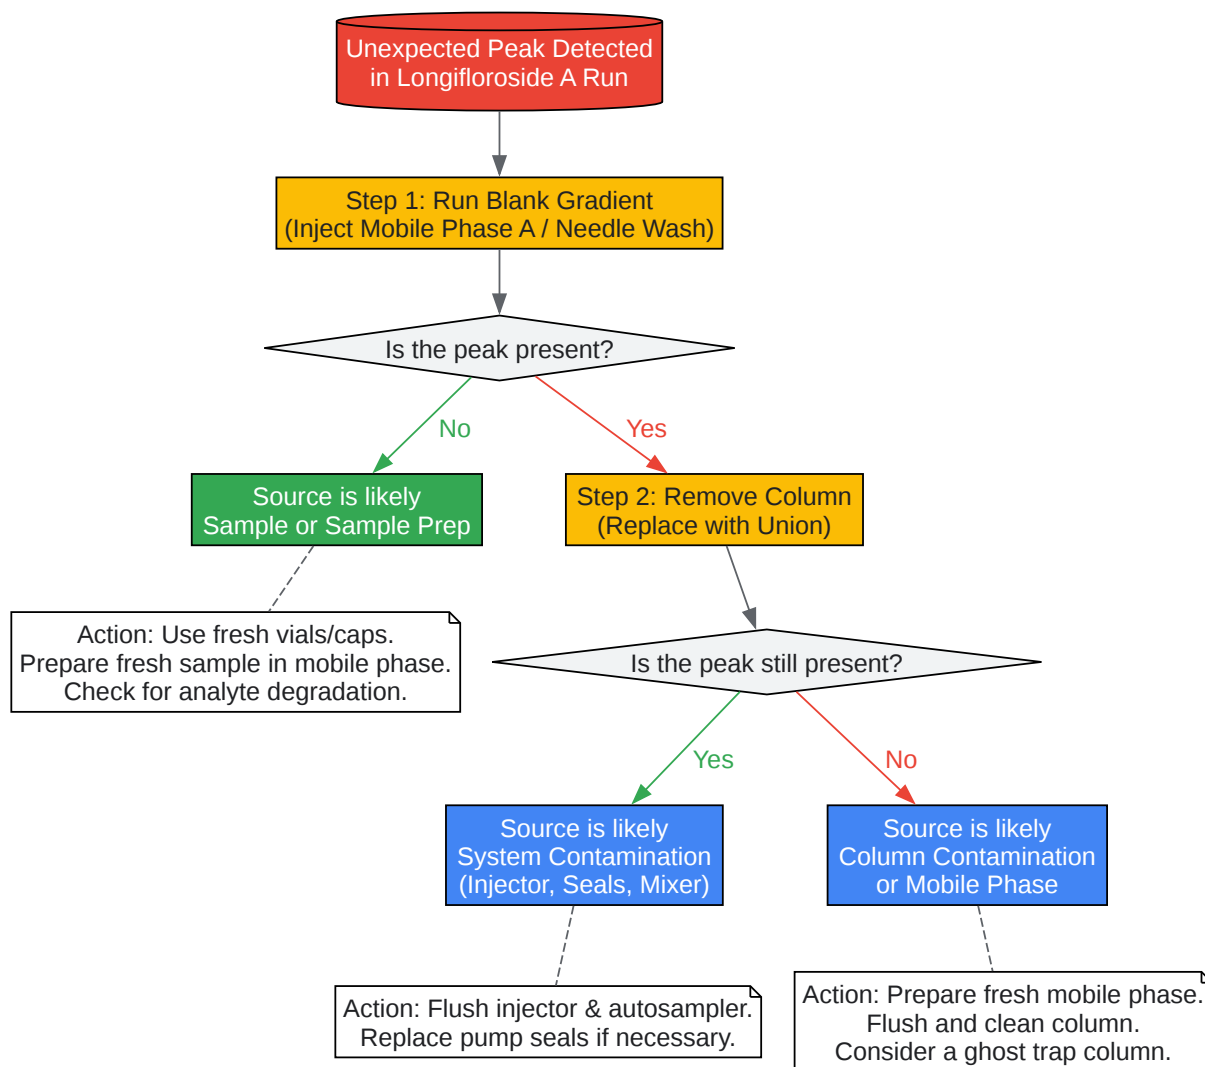 Unexpected Peak Detected
in Longifloroside A Run
Step 1: Run Blank Gradient
(Inject Mobile Phase A / Needle Wash)
Is the peak present?
No
Yes
Source is likely
Sample or Sample Prep
Step 2: Remove Column
(Replace with Union)
Action: Use fresh vials/caps.
Prepare fresh sample in mobile phase.
Check for analyte degradation.
Is the peak still present?
Yes
No
Source is likely
System Contamination
(Injector, Seals, Mixer)
Source is likely
Column Contamination
or Mobile Phase
Action: Flush injector & autosampler.
Replace pump seals if necessary.
Action: Prepare fresh mobile phase.
Flush and clean column.
Consider a ghost trap column.